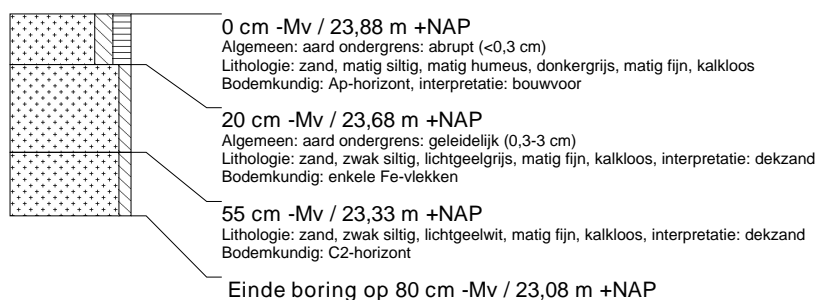 0 cm -Mv / 23,88 m +NAP
Algemeen: aard ondergrens: abrupt (<0,3 cm)
Lithologie: zand, matig siltig, matig humeus, donkergrijs, matig fijn, kalkloos
Bodemkundig: Ap-horizont, interpretatie: bouwvoor
20 cm -Mv / 23,68 m +NAP
Algemeen: aard ondergrens: geleidelijk (0,3-3 cm)
Lithologie: zand, zwak siltig, lichtgeelgrijs, matig fijn, kalkloos, interpretatie: dekzand
Bodemkundig: enkele Fe-vlekken
55 cm -Mv / 23,33 m +NAP
Lithologie: zand, zwak siltig, lichtgeelwit, matig fijn, kalkloos, interpretatie: dekzand
Bodemkundig: C2-horizont
Einde boring op 80 cm -Mv / 23,08 m +NAP